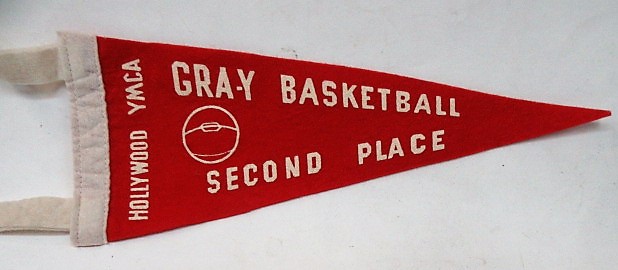 HOLLYWOOD YMCA
GRA-Y BASKETBALL
SECOND PLACE